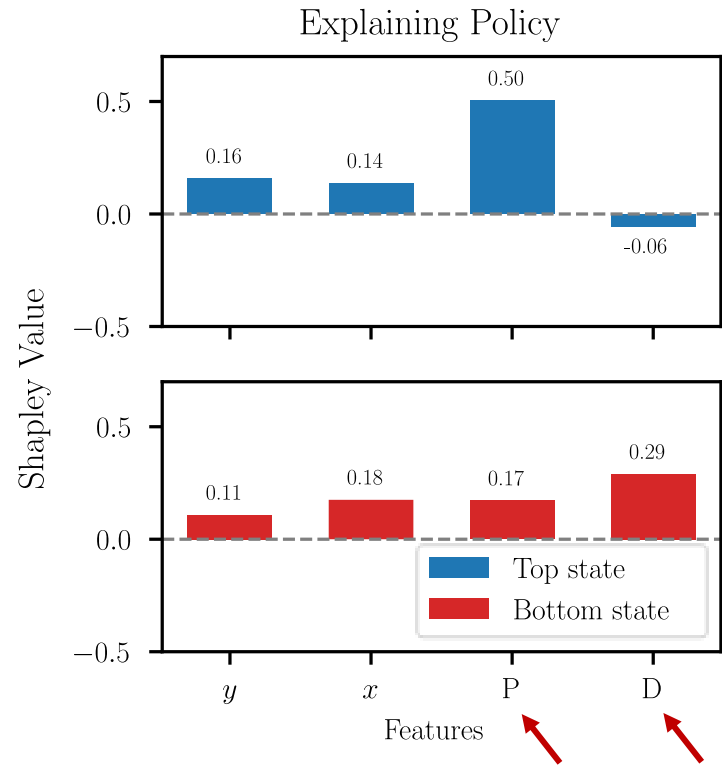 Explaining Policy
0.50
0.5
0.16
0.14
0.0
-0.06
−0.5
Shapley Value
0.5
0.29
0.11
0.18
0.17
0.0
Top state
Bottom state
−0.5
y
x
P
D
Features